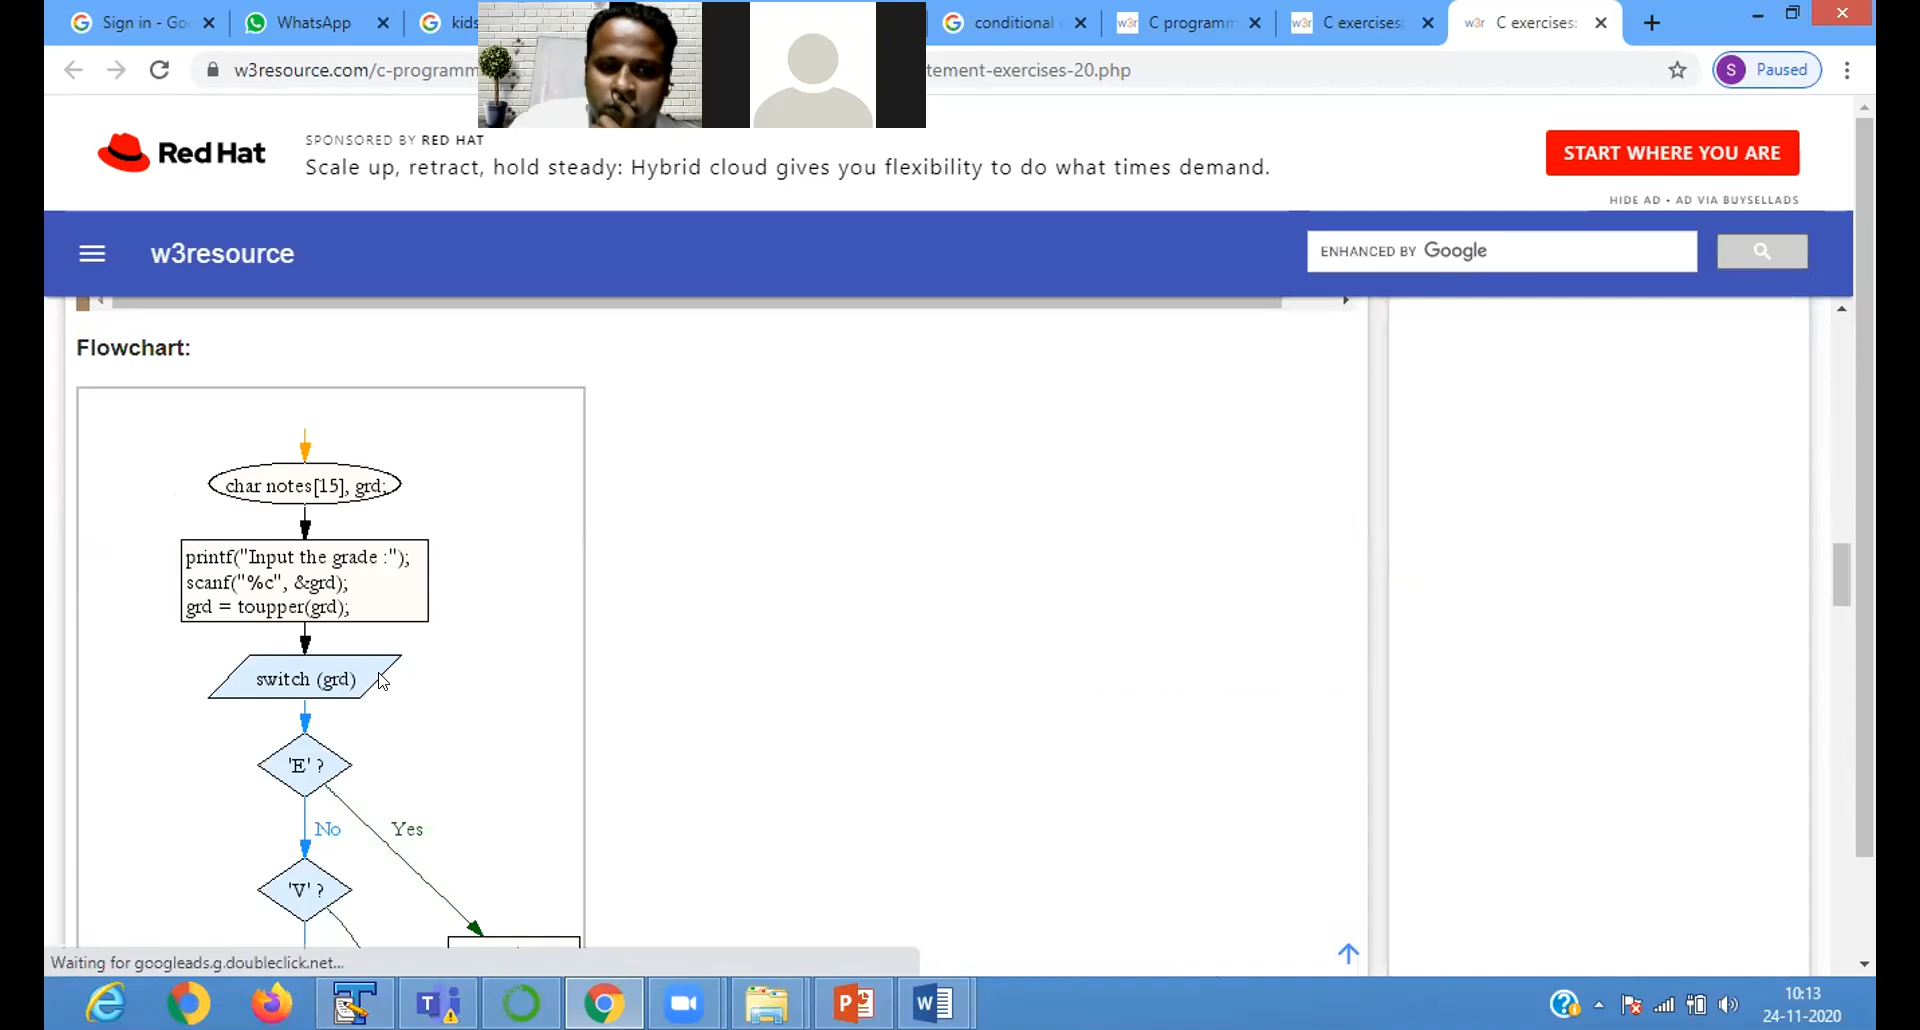 Sign in - Go
WhatsApp
kids
conditional
w3r C programm
w3r C exercises:
w3r C exercises:
w3resource.com/c-programm
tement-exercises-20.php
S Paused
Red Hat
SPONSORED BY RED HAT
Scale up, retract, hold steady: Hybrid cloud gives you flexibility to do what times demand.
START WHERE YOU ARE
HIDE AD • AD VIA BUYSELLADS
w3resource
ENHANCED BY Google
Flowchart:
char notes[15], grd;
printf("Input the grade :");
scanf("%c", &grd);
grd = toupper(grd);
switch (grd)
'E' ?
No
Yes
'V' ?
Waiting for googleads.g.doubleclick.net...
10:13
24-11-2020